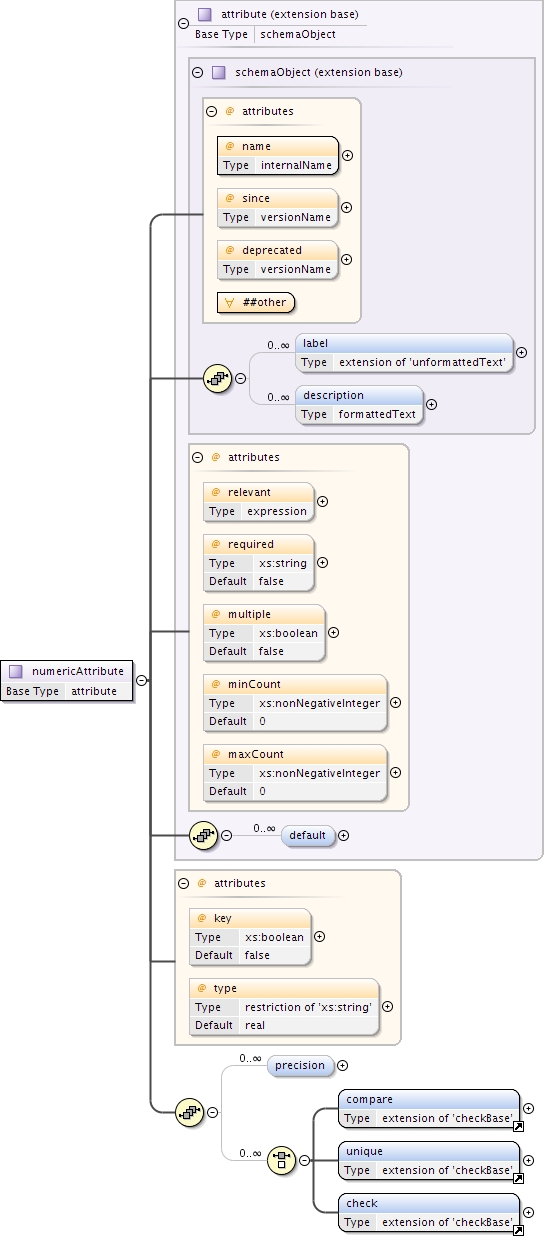 attribute (extension base)
Base Type schemaObject
schemaObject (extension base)
@ attributes
@ name
Type internalName
@ since
Type versionName
@ deprecated
Type versionName
∀ ##other
0..∞ label
Type extension of 'unformattedText'
0..∞ description
Type formattedText
@ attributes
@ relevant
Type expression
@ required
Type xs:string
Default false
@ multiple
Type xs:boolean
Default false
numericAttribute
Base Type attribute
@ minCount
Type xs:nonNegativeInteger
Default 0
@ maxCount
Type xs:nonNegativeInteger
Default 0
0..∞ default
@ attributes
@ key
Type xs:boolean
Default false
@ type
Type restriction of 'xs:string'
Default real
0..∞ precision
0..∞
compare
Type extension of 'checkBase'
unique
Type extension of 'checkBase'
check
Type extension of 'checkBase'